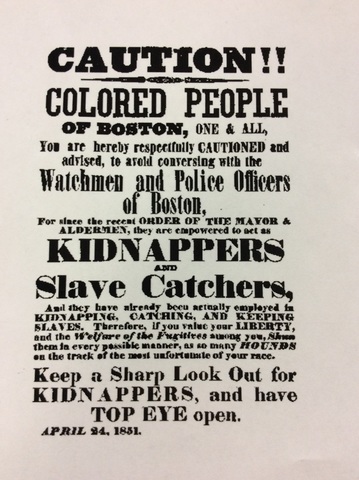 CAUTION!!
COLORED PEOPLE
OF BOSTON, ONE & ALL,
You are hereby respectfully CAUTIONED and
advised, to avoid conversing with the
Watchmen and Police Officers
of Boston,
For since the recent ORDER OF THE MAYOR &
ALDERMEN, they are empowered to act as
KIDNAPPERS
AND
Slave Catchers,
And they have already been actually employed in
KIDNAPPING, CATCHING, AND KEEPING
SLAVES. Therefore, if you value your LIBERTY,
and the Welfare of the Fugitives among you, Shun
them in every possible manner, as so many HOUNDS
on the track of the most unfortunate of your race.
Keep a Sharp Look Out for
KIDNAPPERS, and have
TOP EYE open.
APRIL 24, 1851.